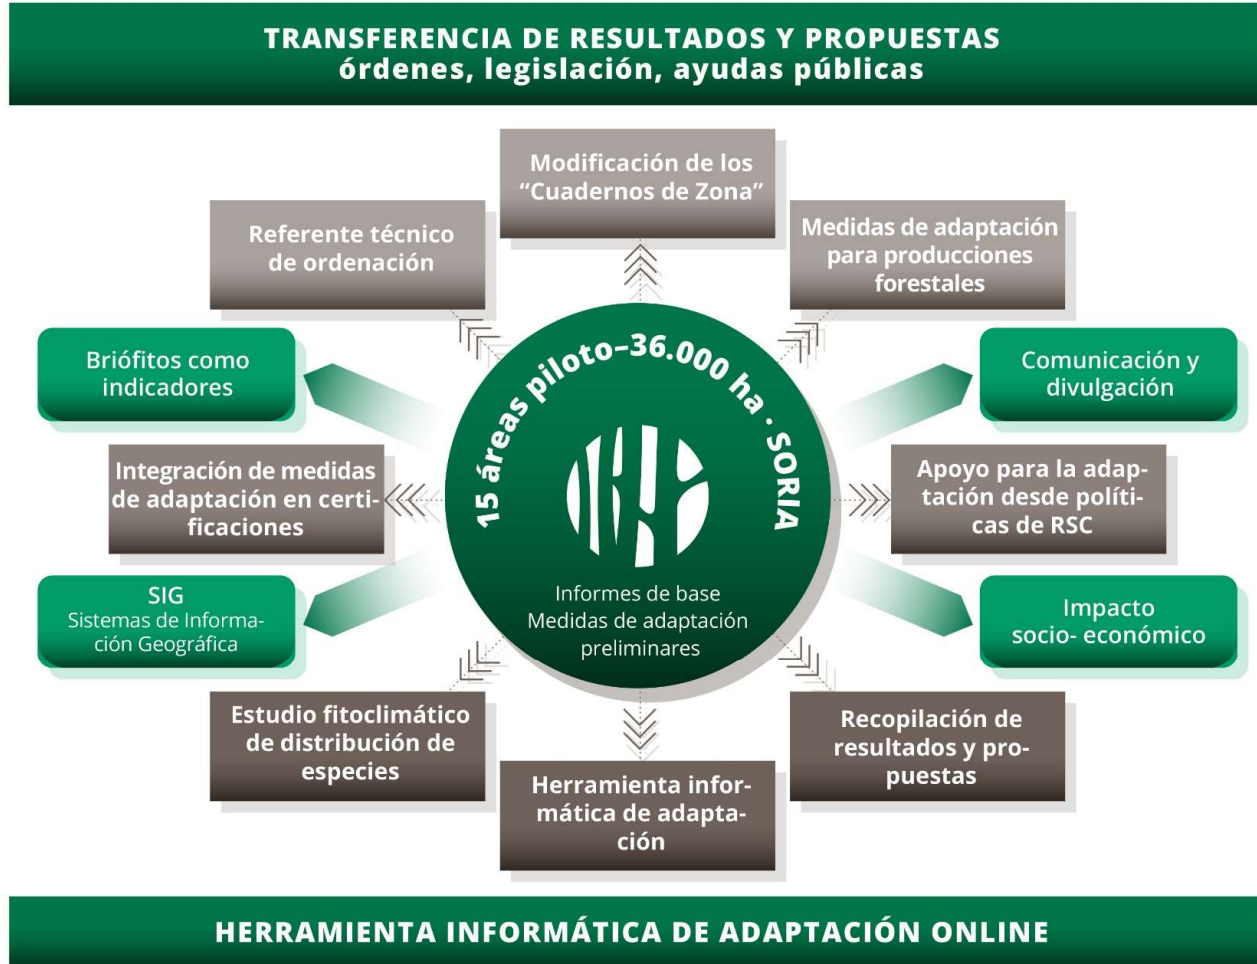 TRANSFERENCIA DE RESULTADOS Y PROPUESTAS
órdenes, legislación, ayudas públicas
Modificación de los
“Cuadernos de Zona”
Referente técnico
de ordenación
Medidas de adaptación
para producciones
forestales
Briófitos como
indicadores
15 áreas piloto–36.000 ha · SORIA
Comunicación y
divulgación
Integración de medidas
de adaptación en certi-
ficaciones
Apoyo para la adap-
tación desde políti-
cas de RSC
SIG
Sistemas de Informa-
ción Geográfica
Informes de base
Medidas de adaptación
preliminares
Impacto
socio- económico
Estudio fitoclimático
de distribución de
especies
Herramienta infor-
mática de adapta-
ción
Recopilación de
resultados y pro-
puestas
HERRAMIENTA INFORMÁTICA DE ADAPTACIÓN ONLINE